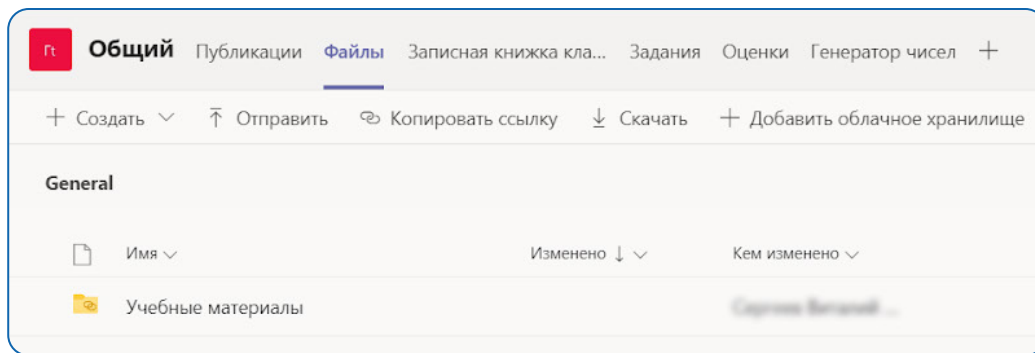 Гt Общий Публикации Файлы Записная книжка кла... Задания Оценки Генератор чисел +
+ Создать Отправить Копировать ссылку Скачать + Добавить облачное хранилище
General
Имя Изменено ↓ Кем изменено
Учебные материалы